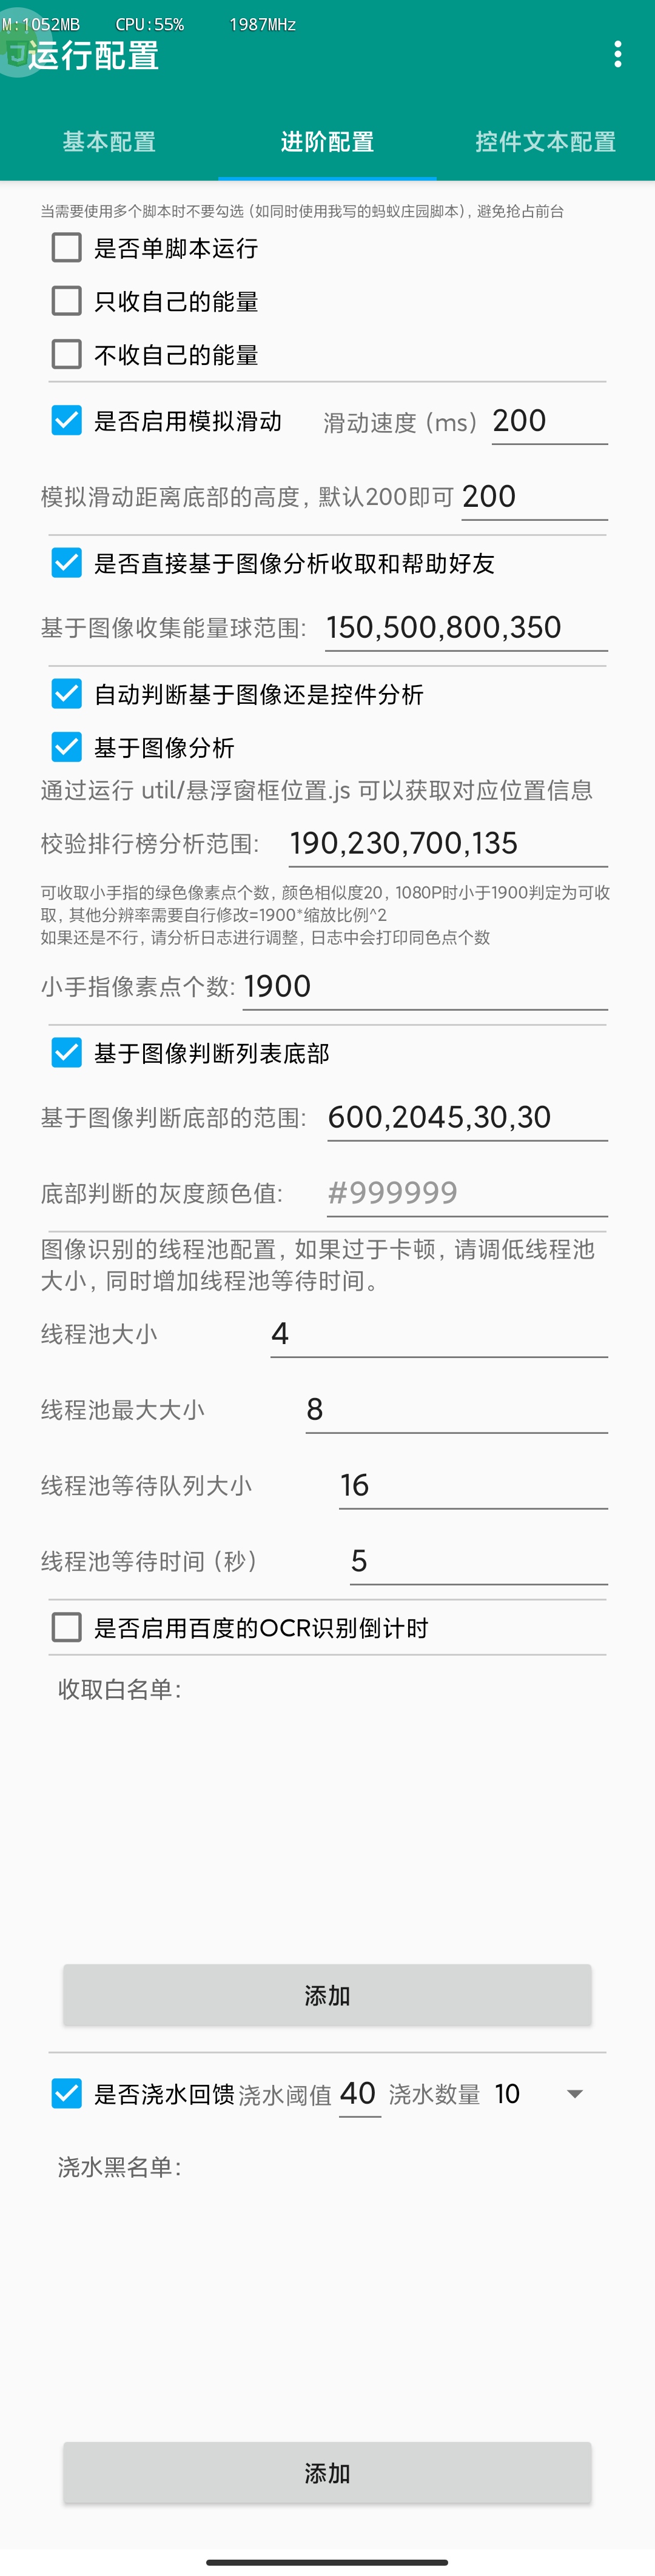 M:1052MB CPU:55% 1987MHz
运行配置
基本配置 进阶配置 控件文本配置
当需要使用多个脚本时不要勾选（如同时使用我写的蚂蚁庄园脚本），避免抢占前台
是否单脚本运行
只收自己的能量
不收自己的能量
是否启用模拟滑动 滑动速度（ms） 200
模拟滑动距离底部的高度，默认200即可 200
是否直接基于图像分析收取和帮助好友
基于图像收集能量球范围: 150,500,800,350
自动判断基于图像还是控件分析
基于图像分析
通过运行 util/悬浮窗框位置.js 可以获取对应位置信息
校验排行榜分析范围: 190,230,700,135
可收取小手指的绿色像素点个数，颜色相似度20，1080P时小于1900判定为可收
取，其他分辨率需要自行修改=1900*缩放比例^2
如果还是不行，请分析日志进行调整，日志中会打印同色点个数
小手指像素点个数: 1900
基于图像判断列表底部
基于图像判断底部的范围: 600,2045,30,30
底部判断的灰度颜色值: #999999
图像识别的线程池配置，如果过于卡顿，请调低线程池
大小，同时增加线程池等待时间。
线程池大小 4
线程池最大大小 8
线程池等待队列大小 16
线程池等待时间（秒） 5
是否启用百度的OCR识别倒计时
收取白名单:
添加
是否浇水回馈 浇水阈值 40 浇水数量 10
浇水黑名单:
添加